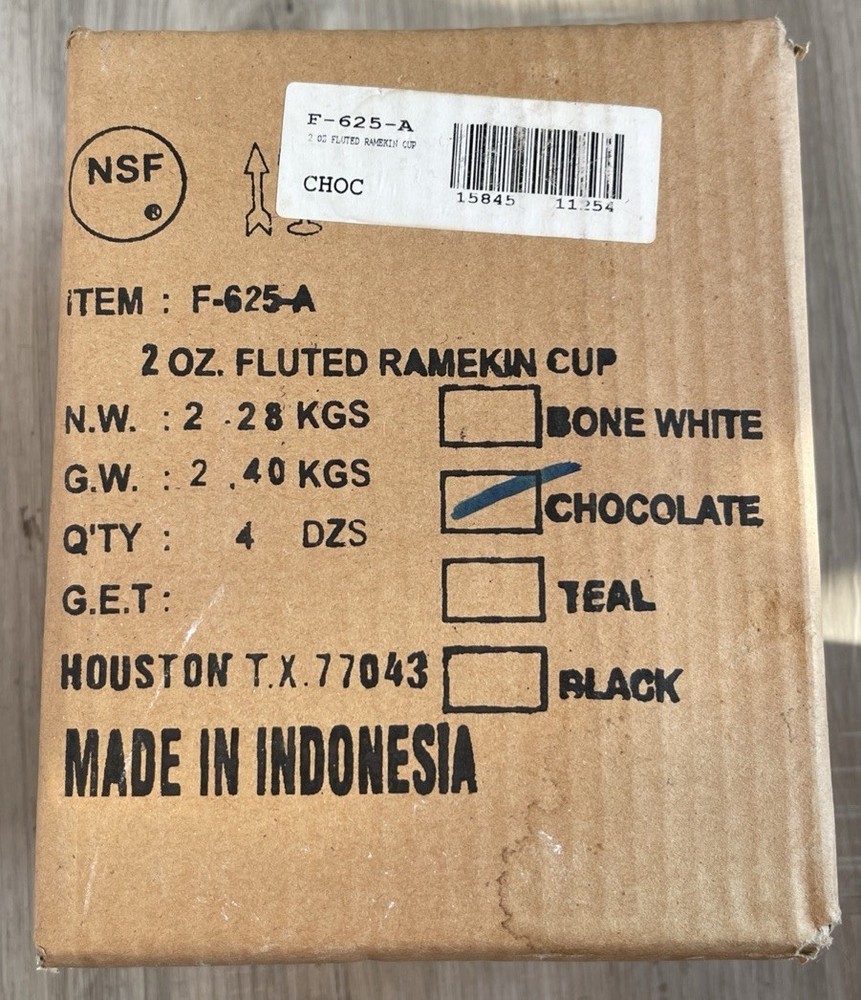 F-625-A
2 OZ FLUTED RAMEKIN CUP
CHOC
15845 11254
NSF
®
ITEM : F-625-A
2 OZ. FLUTED RAMEKIN CUP
N.W. : 2 .28 KGS
BONE WHITE
G.W. : 2 .40 KGS
CHOCOLATE
Q'TY : 4 DZS
G.E.T :
TEAL
HOUSTON T.X. 77043
BLACK
MADE IN INDONESIA